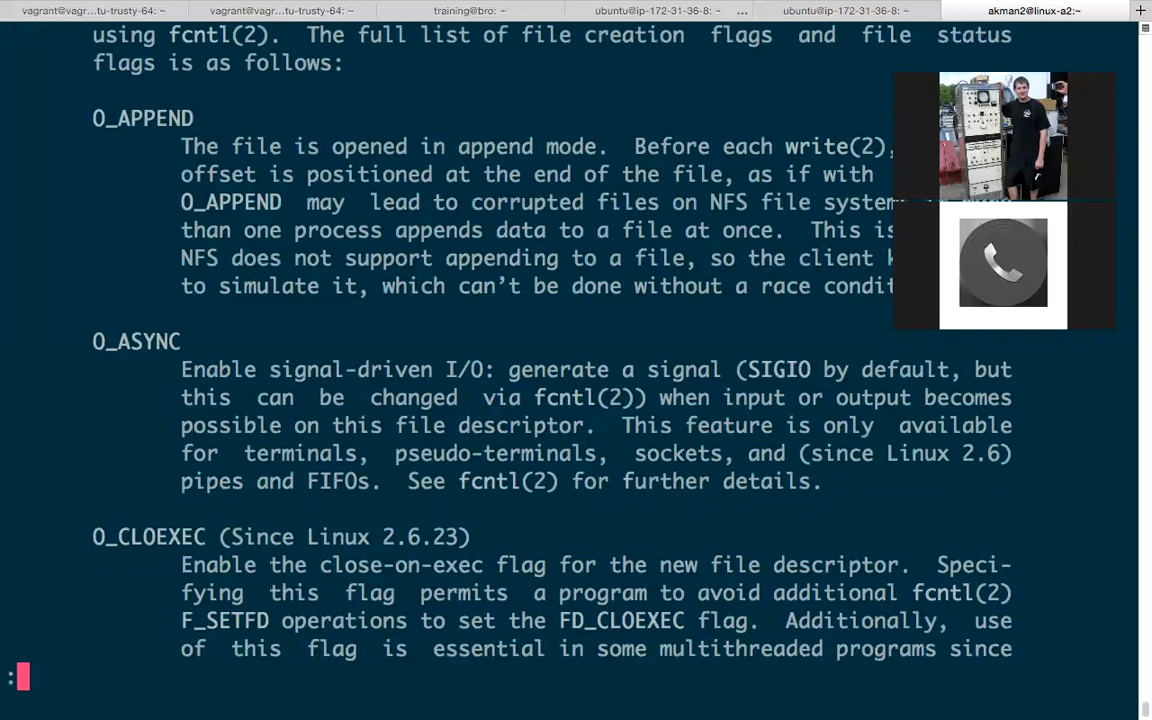 vagrant@vagr...tu-trusty-64: ~
vagrant@vagr...tu-trusty-64: ~
training@bro: ~
ubuntu@ip-172-31-36-8: ~
...
ubuntu@ip-172-31-36-8: ~
akman2@linux-a2:~
using fcntl(2). The full list of file creation flags and file status
flags is as follows:
O_APPEND
The file is opened in append mode. Before each write(2),
offset is positioned at the end of the file, as if with
O_APPEND may lead to corrupted files on NFS file system
than one process appends data to a file at once. This is
NFS does not support appending to a file, so the client k
to simulate it, which can't be done without a race condit
O_ASYNC
Enable signal-driven I/O: generate a signal (SIGIO by default, but
this can be changed via fcntl(2)) when input or output becomes
possible on this file descriptor. This feature is only available
for terminals, pseudo-terminals, sockets, and (since Linux 2.6)
pipes and FIFOs. See fcntl(2) for further details.
O_CLOEXEC (Since Linux 2.6.23)
Enable the close-on-exec flag for the new file descriptor. Speci-
fying this flag permits a program to avoid additional fcntl(2)
F_SETFD operations to set the FD_CLOEXEC flag. Additionally, use
of this flag is essential in some multithreaded programs since
: